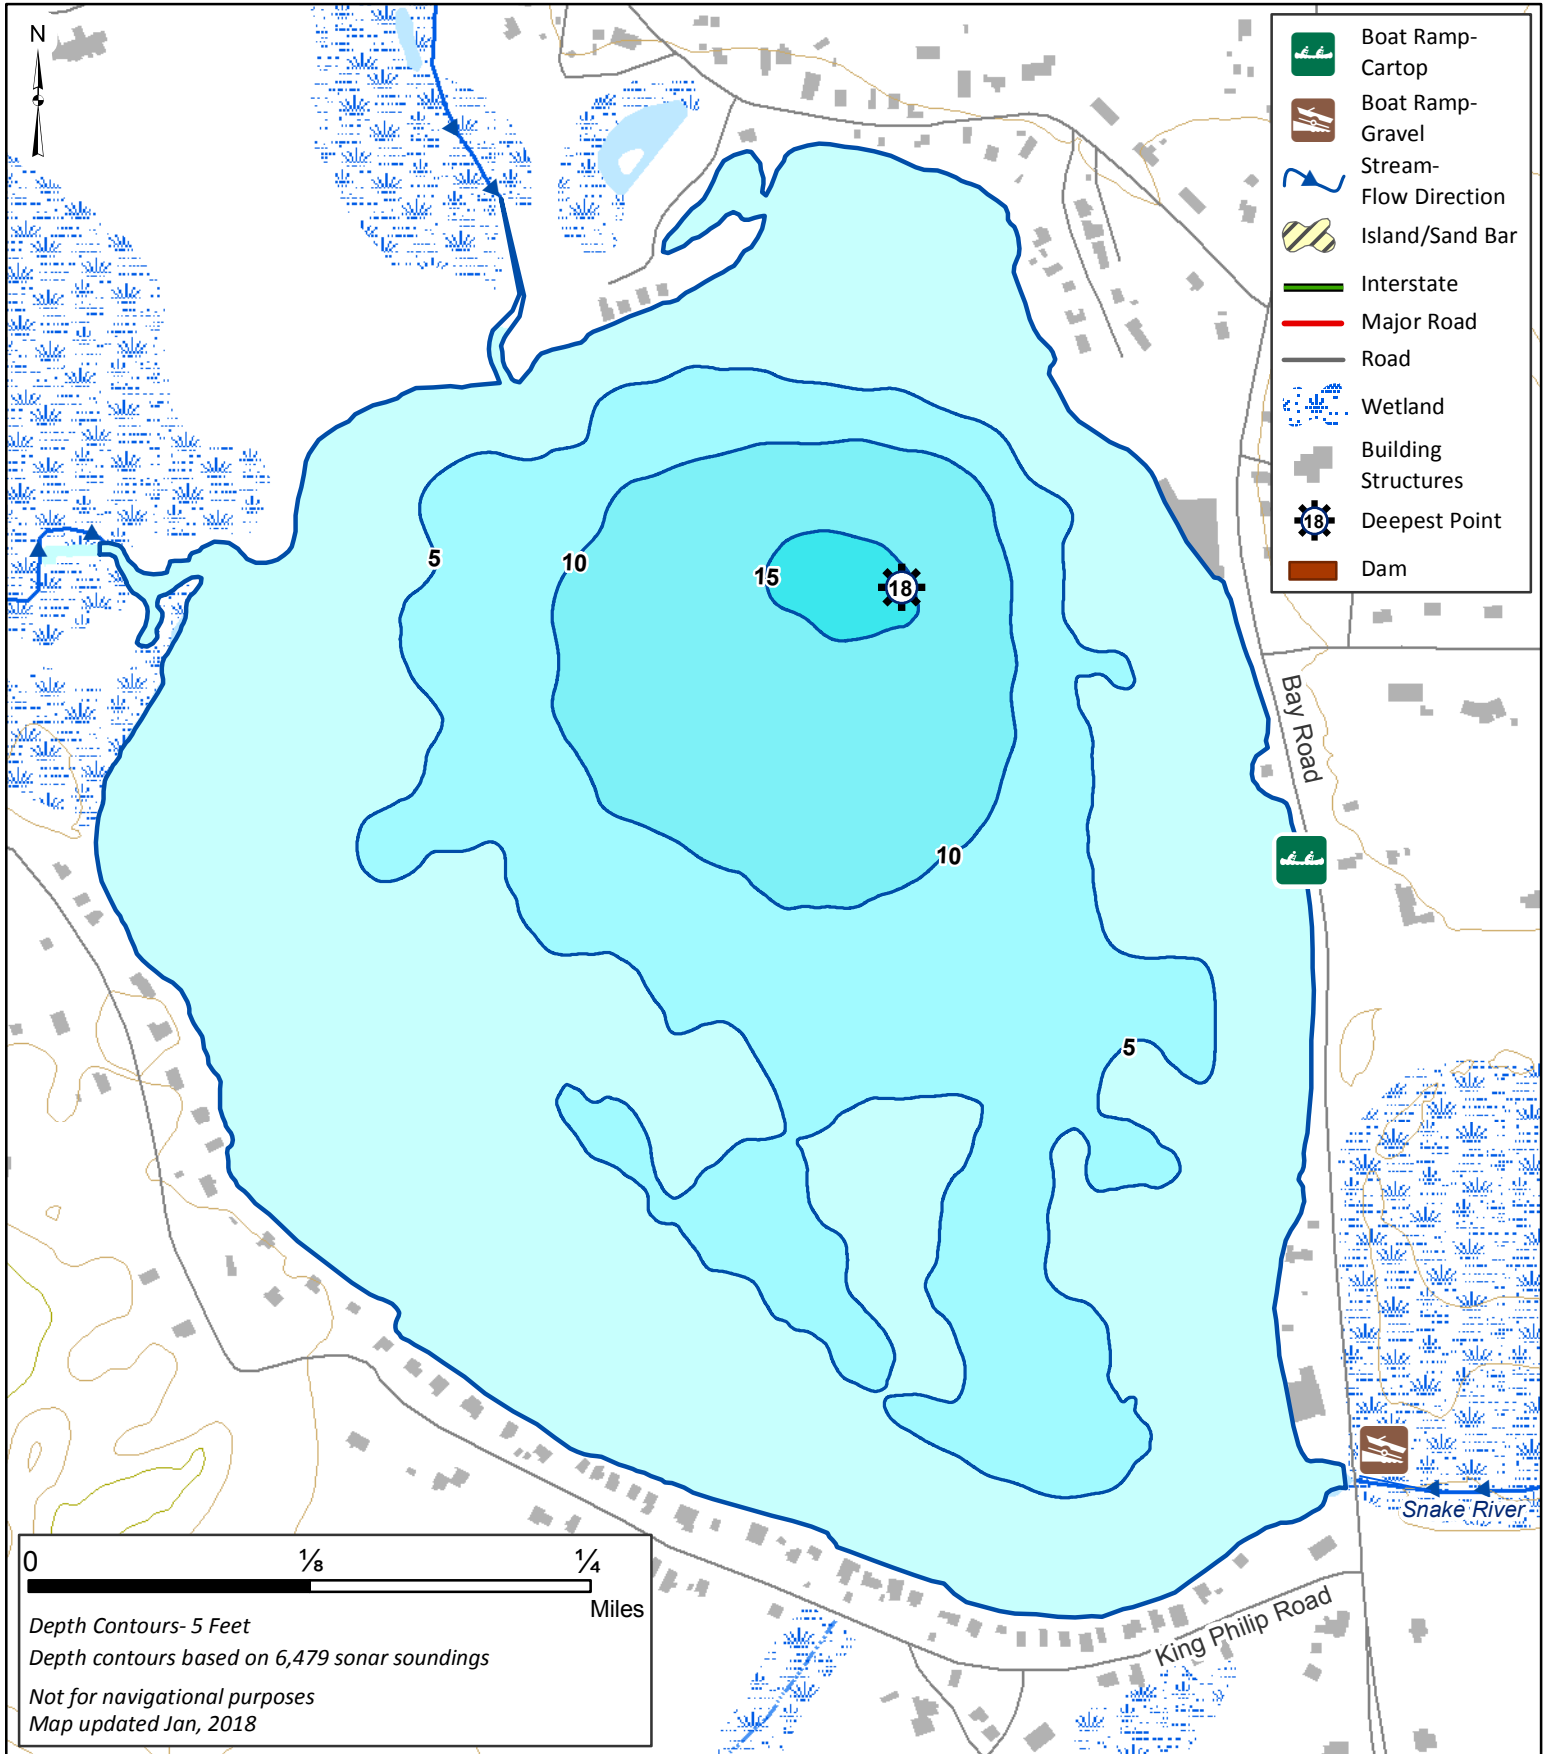 N
Boat Ramp-
Cartop
Boat Ramp-
Gravel
Stream-
Flow Direction
Island/Sand Bar
Interstate
Major Road
Road
Wetland
Building
Structures
18
Deepest Point
Dam
5
10
15
18
10
5
Bay Road
Snake River
King Philip Road
0 ⅛ ¼
Miles
Depth Contours- 5 Feet
Depth contours based on 6,479 sonar soundings
Not for navigational purposes
Map updated Jan, 2018